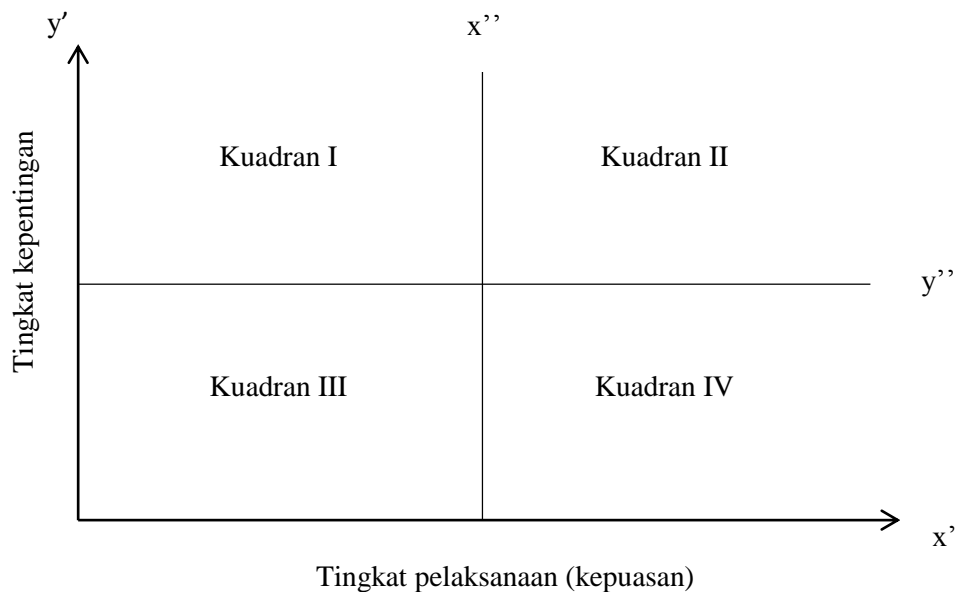 y’
x’’
Tingkat kepentingan
Kuadran I
Kuadran II
y’’
Kuadran III
Kuadran IV
x’
Tingkat pelaksanaan (kepuasan)